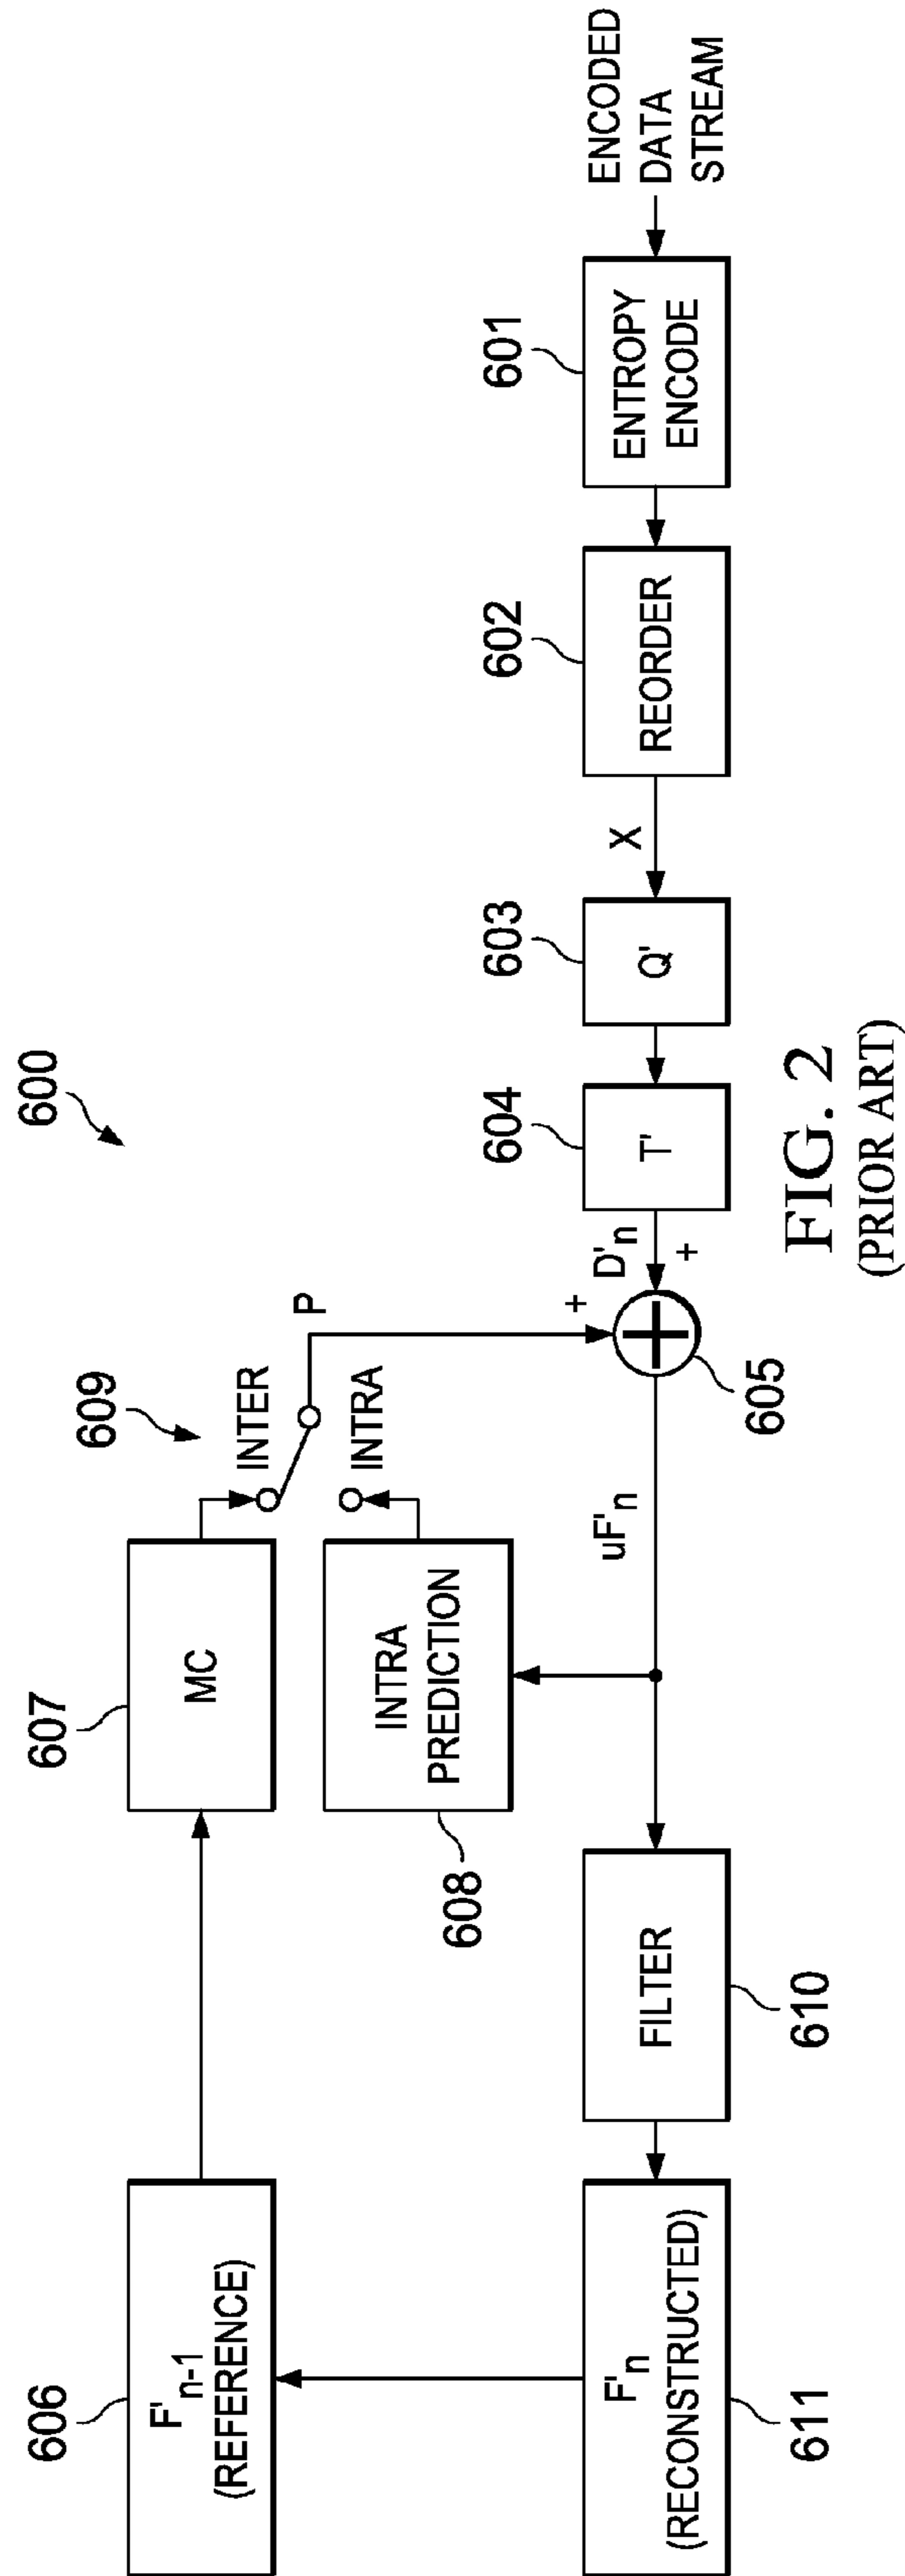 600
606
F'n-1
(REFERENCE)
607
MC
609
INTER
P
INTRA
INTRA
PREDICTION
608
611
F'n
(RECONSTRUCTED)
610
FILTER
uF'n
605
+
+
D'n
604
T'
603
Q'
X
602
REORDER
601
ENTROPY
ENCODE
ENCODED
DATA
STREAM
FIG. 2
(PRIOR ART)